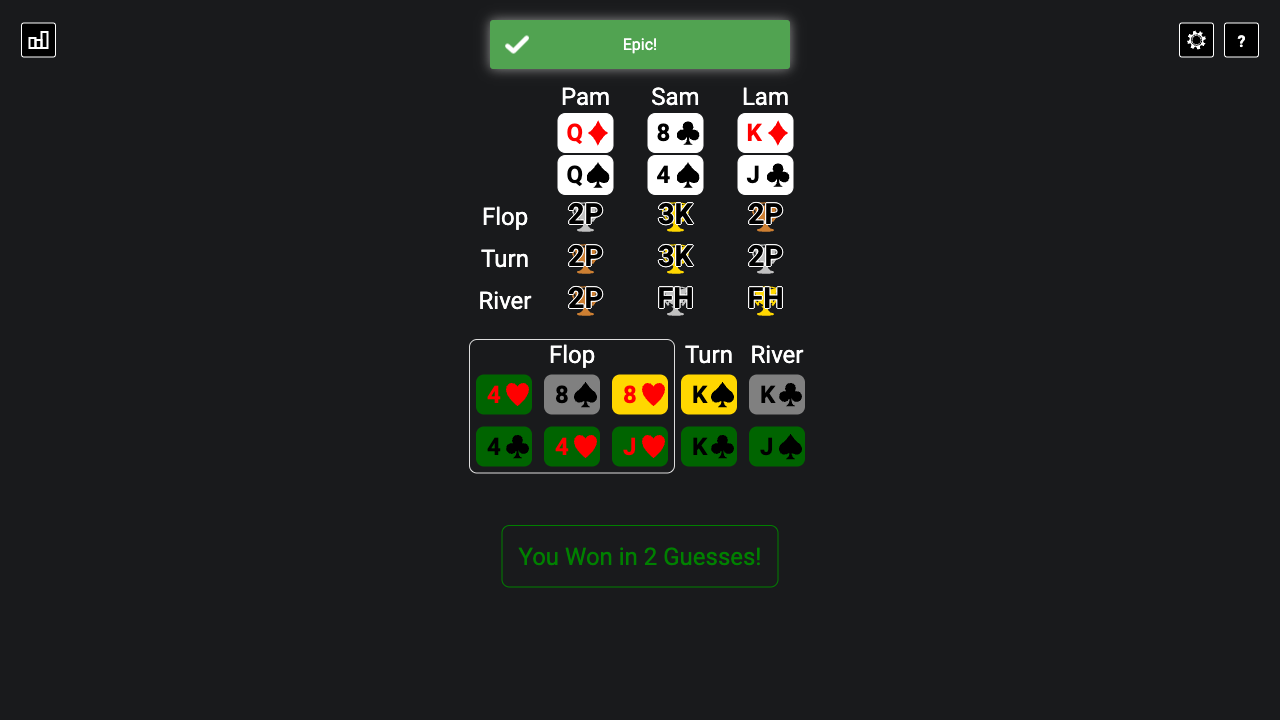 Epic!
?
Pam Sam Lam
Q♦ 8♣ K♦
Q♠ 4♠ J♣
Flop 2P 3K 2P
Turn 2P 3K 2P
River 2P FH FH
Flop Turn River
4♥ 8♠ 8♥ K♠ K♣
4♣ 4♥ J♥ K♣ J♠
You Won in 2 Guesses!